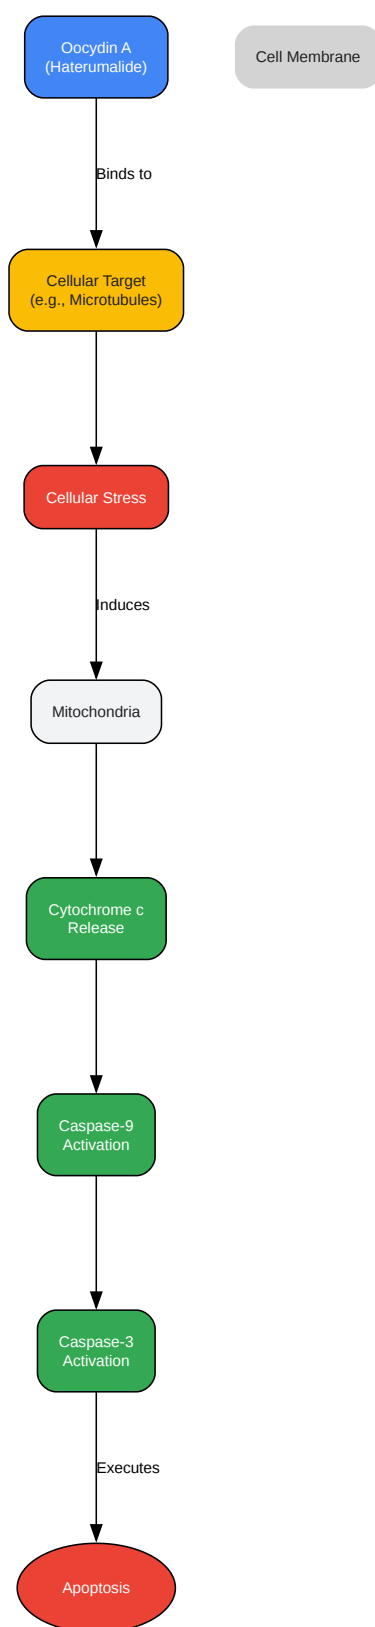 Oocydin A
(Haterumalide)
Cell Membrane
Binds to
Cellular Target
(e.g., Microtubules)
Cellular Stress
Induces
Mitochondria
Cytochrome c
Release
Caspase-9
Activation
Caspase-3
Activation
Executes
Apoptosis